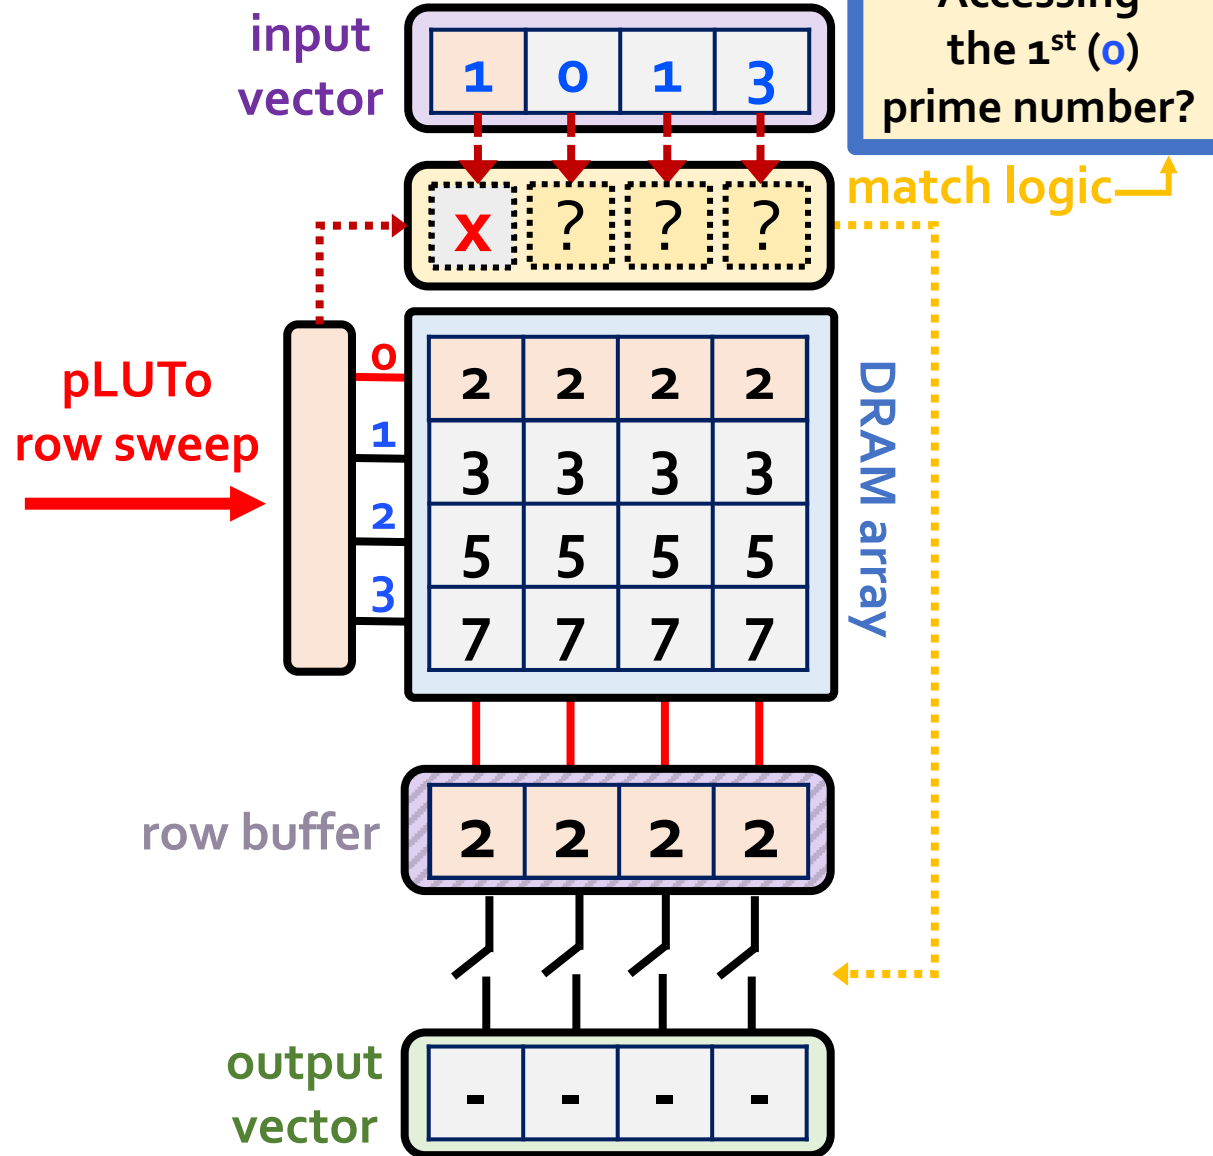 Accessing
the 1st (0)
prime number?
input
vector
1 0 1 3
match logic
x ? ? ?
pLUTo
row sweep
0
1
2
3
2 2 2 2
3 3 3 3
5 5 5 5
7 7 7 7
DRAM array
row buffer
2 2 2 2
output
vector
- - - -